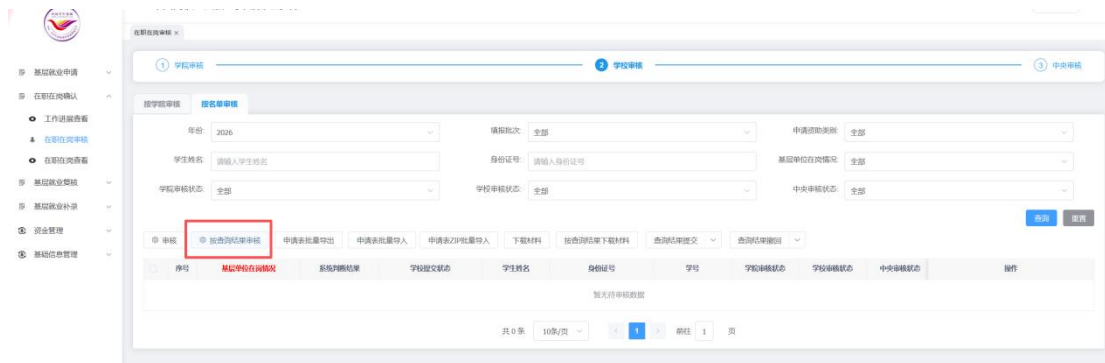 在职在岗审核 ×
1 学院审核
2 学校审核
3 中央审核
基层就业申请
在职在岗确认
工作进展查看
在职在岗审核
在职在岗查看
基层就业复核
基层就业补录
资金管理
基础信息管理
按学院审核 按名单审核
年份: 2026 填报批次: 全部 申请资助类别: 全部
学生姓名: 请输入学生姓名 身份证号: 请输入身份证号 基层单位在岗情况: 全部
学院审核状态: 全部 学校审核状态: 全部 中央审核状态: 全部
查询 重置
审核 按查询结果审核 申请表批量导出 申请表批量导入 申请表ZIP批量导入 下载材料 按查询结果下载材料 查询结果提交 查询结果撤回
序号 基层单位在岗情况 系统判断结果 学校提交状态 学生姓名 身份证号 学号 学院审核状态 学校审核状态 中央审核状态 操作
暂无待审核数据
共 0 条 10条/页 < 1 > 前往 1 页